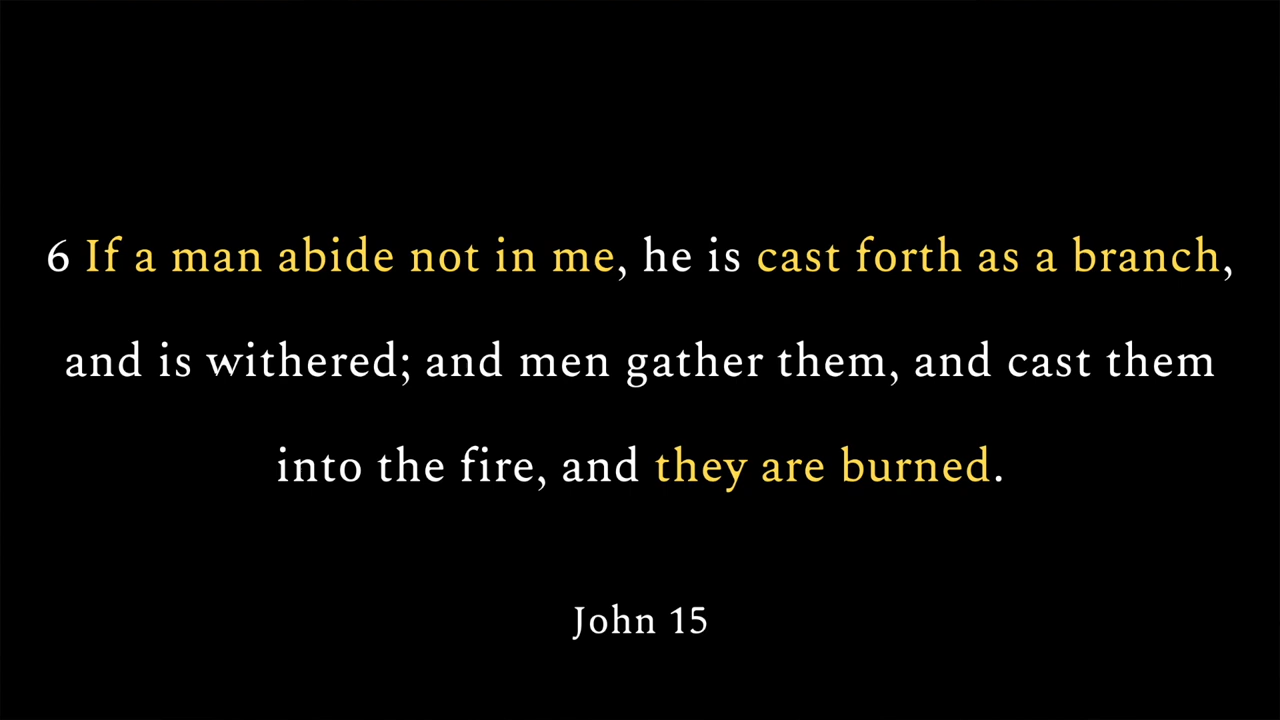 6 If a man abide not in me, he is cast forth as a branch,
and is withered; and men gather them, and cast them
into the fire, and they are burned.
John 15